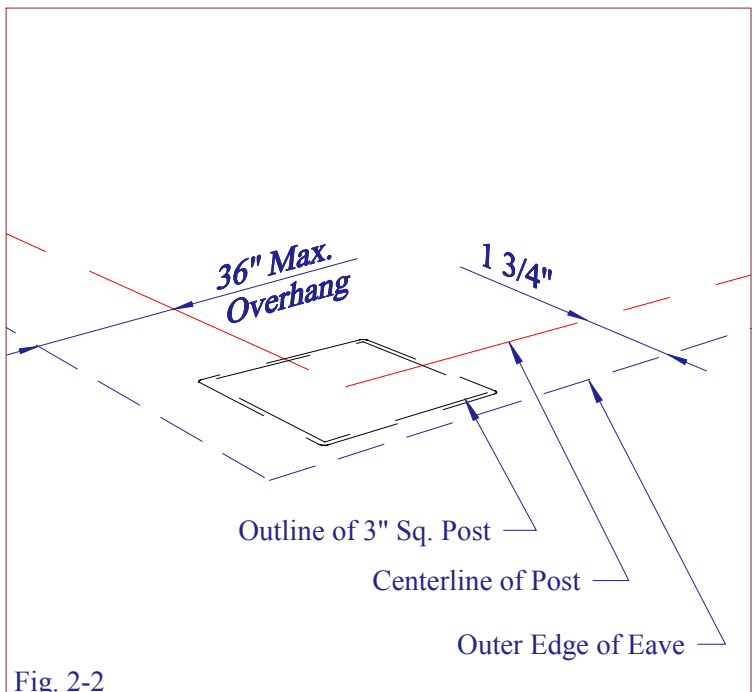 36" Max.
Overhang
1 3/4"
Outline of 3" Sq. Post
Centerline of Post
Outer Edge of Eave
Fig. 2-2